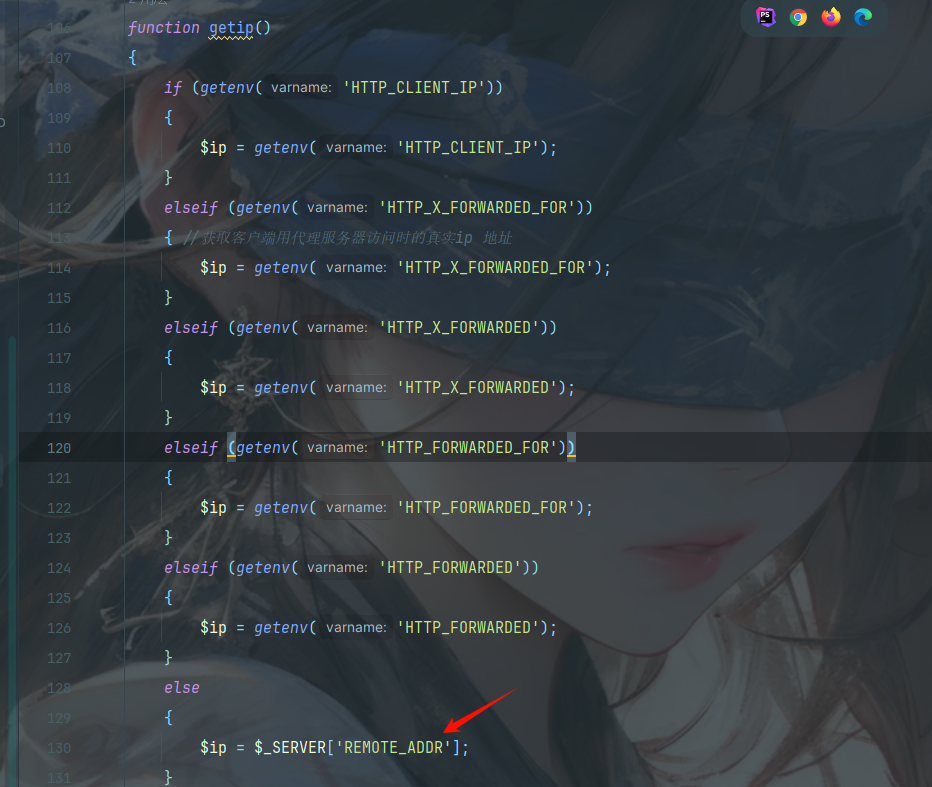 function getip()
107 {
108 if (getenv( varname: 'HTTP_CLIENT_IP'))
109 {
110 $ip = getenv( varname: 'HTTP_CLIENT_IP');
111 }
112 elseif (getenv( varname: 'HTTP_X_FORWARDED_FOR'))
{ //获取客户端用代理服务器访问时的真实ip 地址
114 $ip = getenv( varname: 'HTTP_X_FORWARDED_FOR');
115 }
116 elseif (getenv( varname: 'HTTP_X_FORWARDED'))
117 {
118 $ip = getenv( varname: 'HTTP_X_FORWARDED');
119 }
120 elseif (getenv( varname: 'HTTP_FORWARDED_FOR'))
121 {
122 $ip = getenv( varname: 'HTTP_FORWARDED_FOR');
123 }
124 elseif (getenv( varname: 'HTTP_FORWARDED'))
125 {
126 $ip = getenv( varname: 'HTTP_FORWARDED');
127 }
128 else
129 {
130 $ip = $_SERVER['REMOTE_ADDR'];
131 }
PS